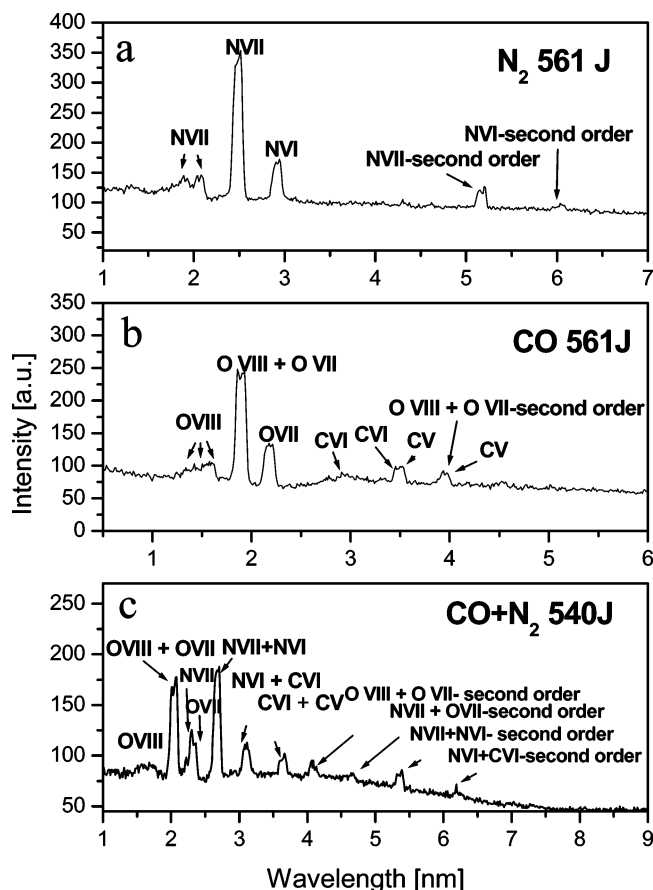 400
350
300
250
200
150
100
50
a
N2 561 J
NVII
NVII
NVI
NVI-second order
NVII-second order
1 2 3 4 5 6 7
350
300
250
200
150
100
50
0
b
CO 561J
O VIII + O VII
OVIII
OVII
CVI
CVI
CV
O VIII + O VII-second order
CV
1 2 3 4 5 6
Intensity [a.u.]
250
200
150
100
50
c
CO+N2 540J
OVIII + OVII
NVII+NVI
NVII
OVII
OVIII
NVI + CVI
CVI + CV
O VIII + O VII- second order
NVII + OVII-second order
NVII+NVI- second order
NVI+CVI-second order
1 2 3 4 5 6 7 8 9
Wavelength [nm]